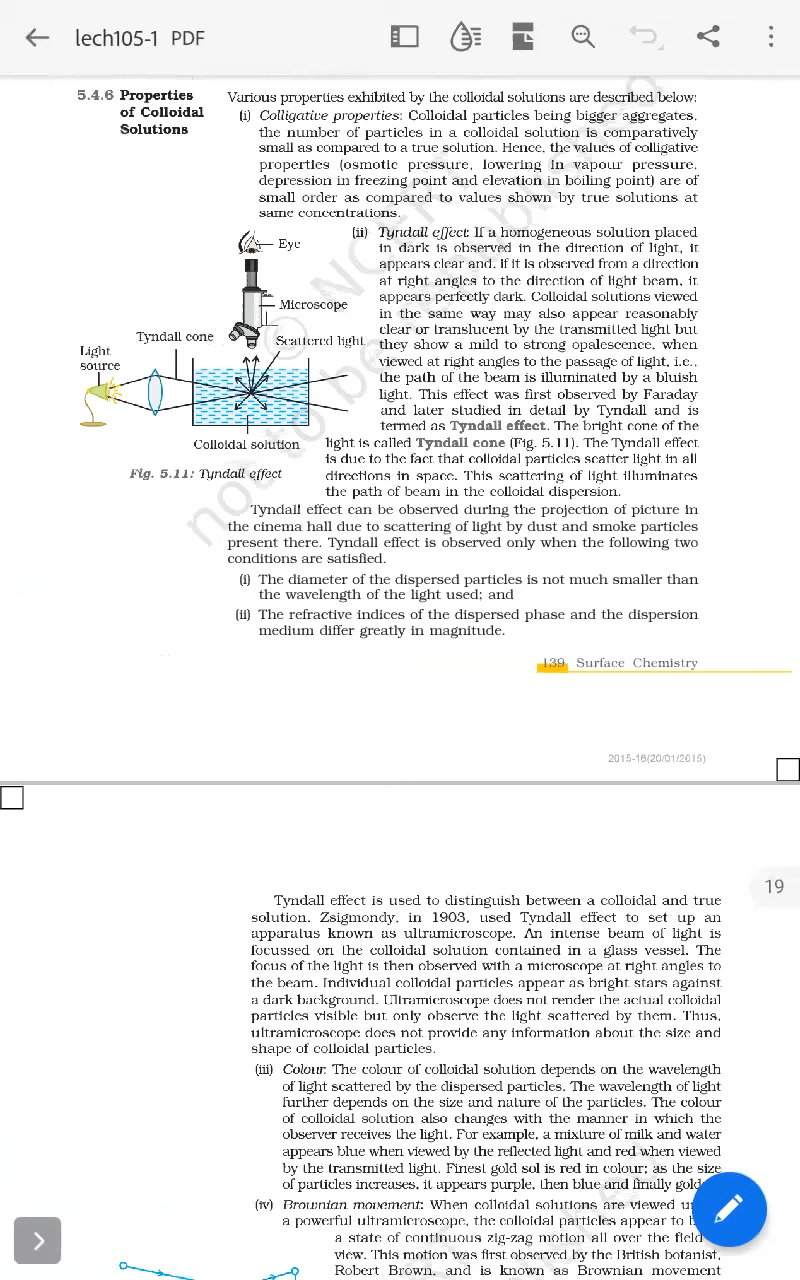 lech105-1 PDF
5.4.6 Properties
of Colloidal
Solutions
Various properties exhibited by the colloidal solutions are described below:
(i) Colligative properties: Colloidal particles being bigger aggregates,
the number of particles in a colloidal solution is comparatively
small as compared to a true solution. Hence, the values of colligative
properties (osmotic pressure, lowering in vapour pressure,
depression in freezing point and elevation in boiling point) are of
small order as compared to values shown by true solutions at
same concentrations.
(ii) Tyndall effect: If a homogeneous solution placed
in dark is observed in the direction of light, it
appears clear and. If it is observed from a direction
at right angles to the direction of light beam, it
appears perfectly dark. Colloidal solutions viewed
in the same way may also appear reasonably
clear or translucent by the transmitted light but
they show a mild to strong opalescence, when
viewed at right angles to the passage of light, i.e.,
the path of the beam is illuminated by a bluish
light. This effect was first observed by Faraday
and later studied in detail by Tyndall and is
termed as Tyndall effect. The bright cone of the
light is called Tyndall cone (Fig. 5.11). The Tyndall effect
is due to the fact that colloidal particles scatter light in all
directions in space. This scattering of light illuminates
the path of beam in the colloidal dispersion.
Eye
Microscope
Tyndall cone
Scattered light
Light
source
Colloidal solution
Fig. 5.11: Tyndall effect
Tyndall effect can be observed during the projection of picture in
the cinema hall due to scattering of light by dust and smoke particles
present there. Tyndall effect is observed only when the following two
conditions are satisfied.
(i) The diameter of the dispersed particles is not much smaller than
the wavelength of the light used; and
(ii) The refractive indices of the dispersed phase and the dispersion
medium differ greatly in magnitude.
139 Surface Chemistry
2015-16(20/01/2015)
© NCERT
not to be republished
19
Tyndall effect is used to distinguish between a colloidal and true
solution. Zsigmondy, in 1903, used Tyndall effect to set up an
apparatus known as ultramicroscope. An intense beam of light is
focussed on the colloidal solution contained in a glass vessel. The
focus of the light is then observed with a microscope at right angles to
the beam. Individual colloidal particles appear as bright stars against
a dark background. Ultramicroscope does not render the actual colloidal
particles visible but only observe the light scattered by them. Thus,
ultramicroscope does not provide any information about the size and
shape of colloidal particles.
(iii) Colour: The colour of colloidal solution depends on the wavelength
of light scattered by the dispersed particles. The wavelength of light
further depends on the size and nature of the particles. The colour
of colloidal solution also changes with the manner in which the
observer receives the light. For example, a mixture of milk and water
appears blue when viewed by the reflected light and red when viewed
by the transmitted light. Finest gold sol is red in colour; as the size
of particles increases, it appears purple, then blue and finally
(iv) Brownian movement: When colloidal solutions are viewed
a powerful ultramicroscope, the colloidal particles appear to
a state of continuous zig-zag motion all over the field
view. This motion was first observed by the British botanist,
Robert Brown, and is known as Brownian movement